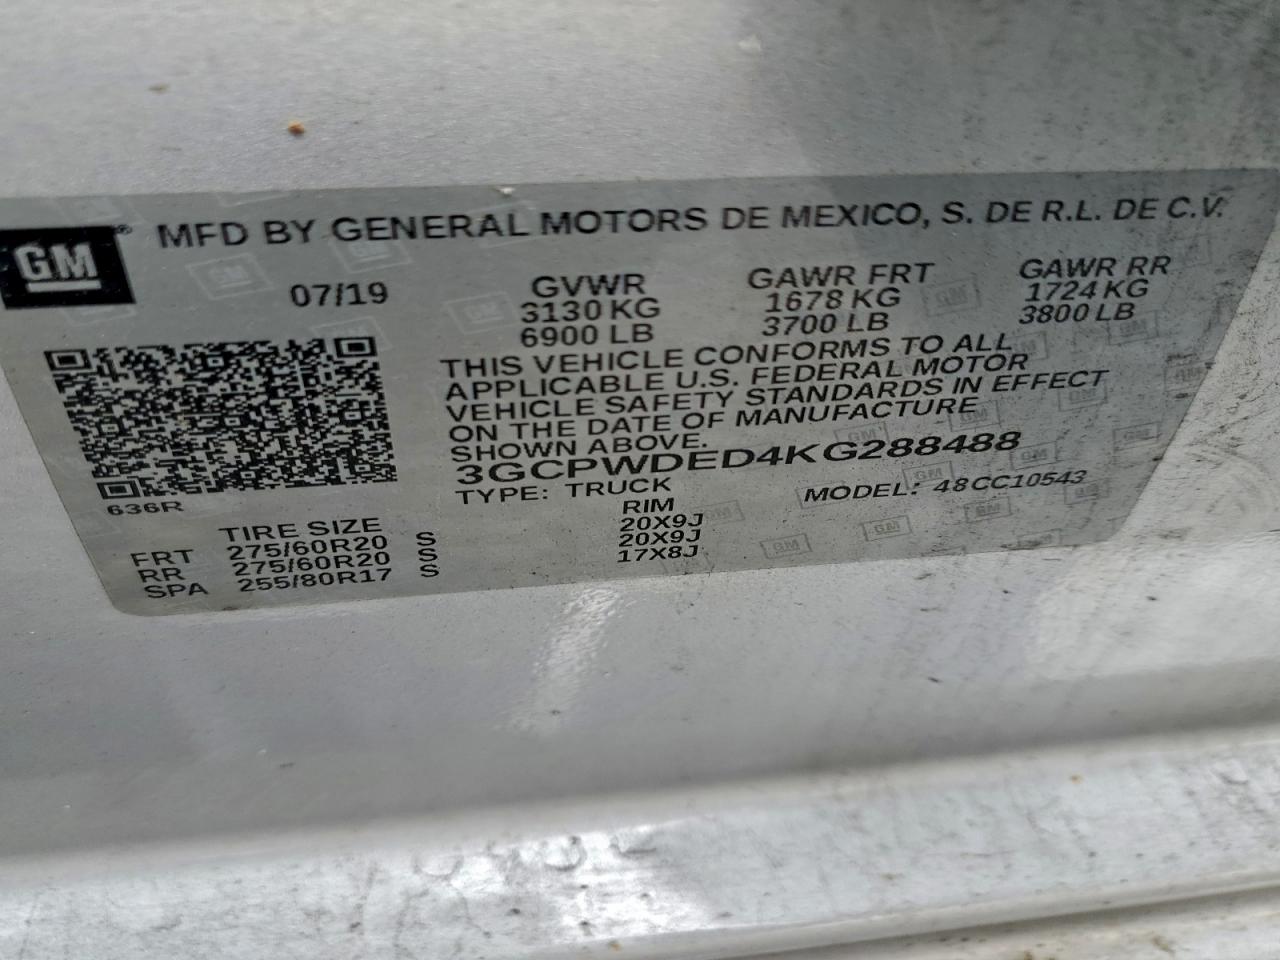 GM
MFD BY GENERAL MOTORS DE MEXICO, S. DE R.L. DE C.V.
07/19 GVWR GAWR FRT GAWR RR
3130 KG 1678 KG 1724 KG
6900 LB 3700 LB 3800 LB
THIS VEHICLE CONFORMS TO ALL
APPLICABLE U.S. FEDERAL MOTOR
VEHICLE SAFETY STANDARDS IN EFFECT
ON THE DATE OF MANUFACTURE
SHOWN ABOVE.
3GCPWDED4KG288488
TYPE: TRUCK MODEL: 48CC10543
636R
TIRE SIZE RIM
FRT 275/60R20 S 20X9J
RR 275/60R20 S 20X9J
SPA 255/80R17 S 17X8J